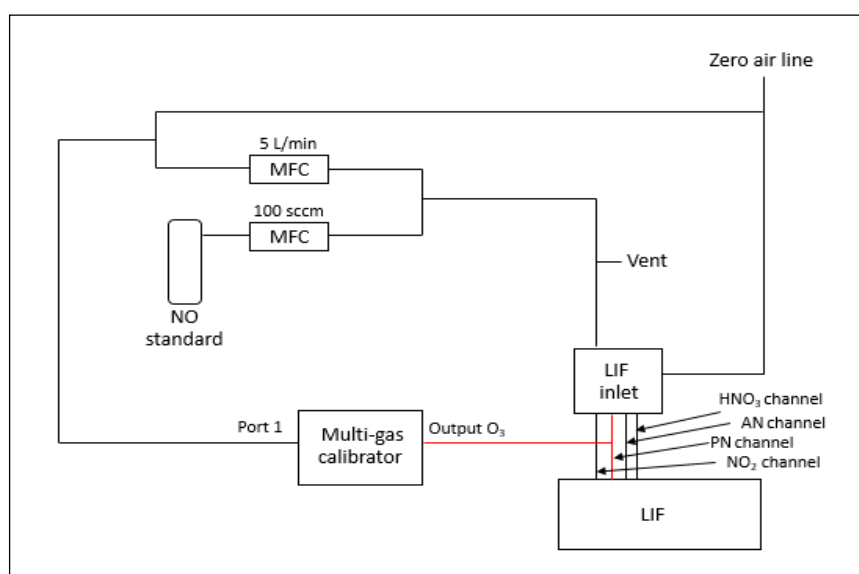 Zero air line
5 L/min
MFC
100 sccm
MFC
NO
standard
Vent
LIF
inlet
HNO₃ channel
AN channel
PN channel
NO₂ channel
Port 1
Multi-gas
calibrator
Output O₃
LIF